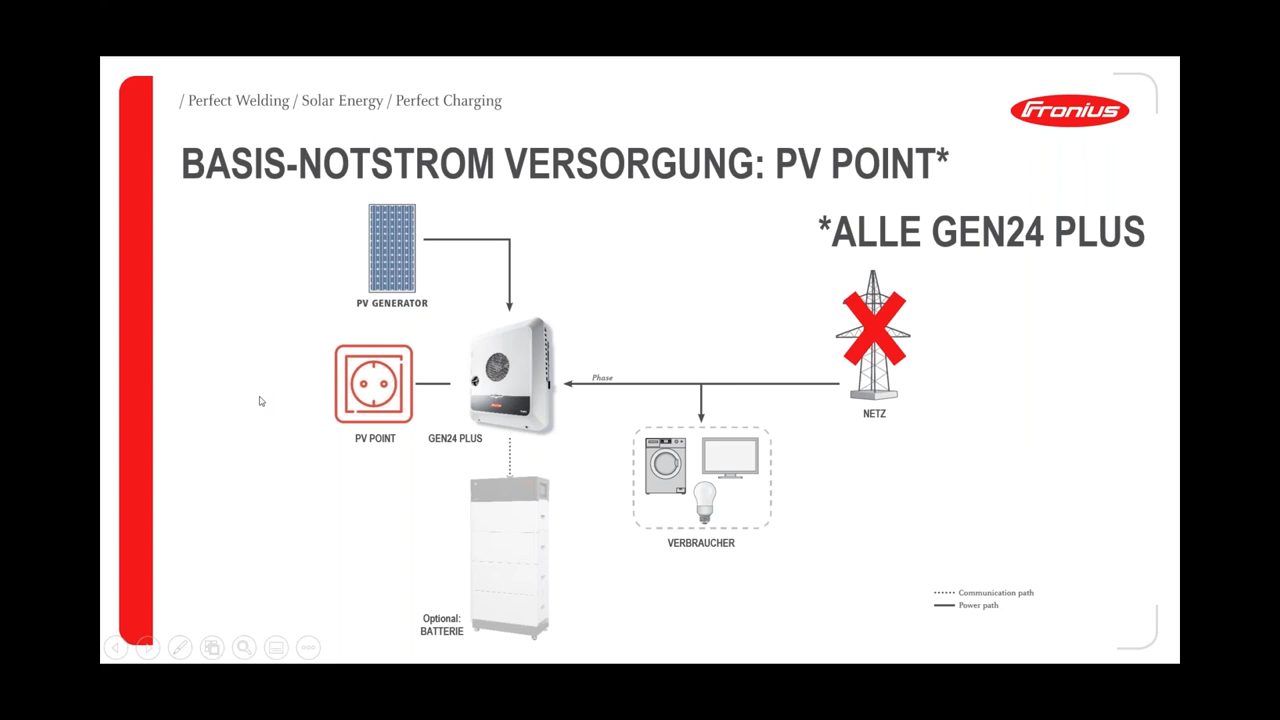 / Perfect Welding / Solar Energy / Perfect Charging
Fronius
BASIS-NOTSTROM VERSORGUNG: PV POINT*
*ALLE GEN24 PLUS
PV GENERATOR
Phase
NETZ
PV POINT
GEN24 PLUS
VERBRAUCHER
Communication path
Power path
Optional:
BATTERIE